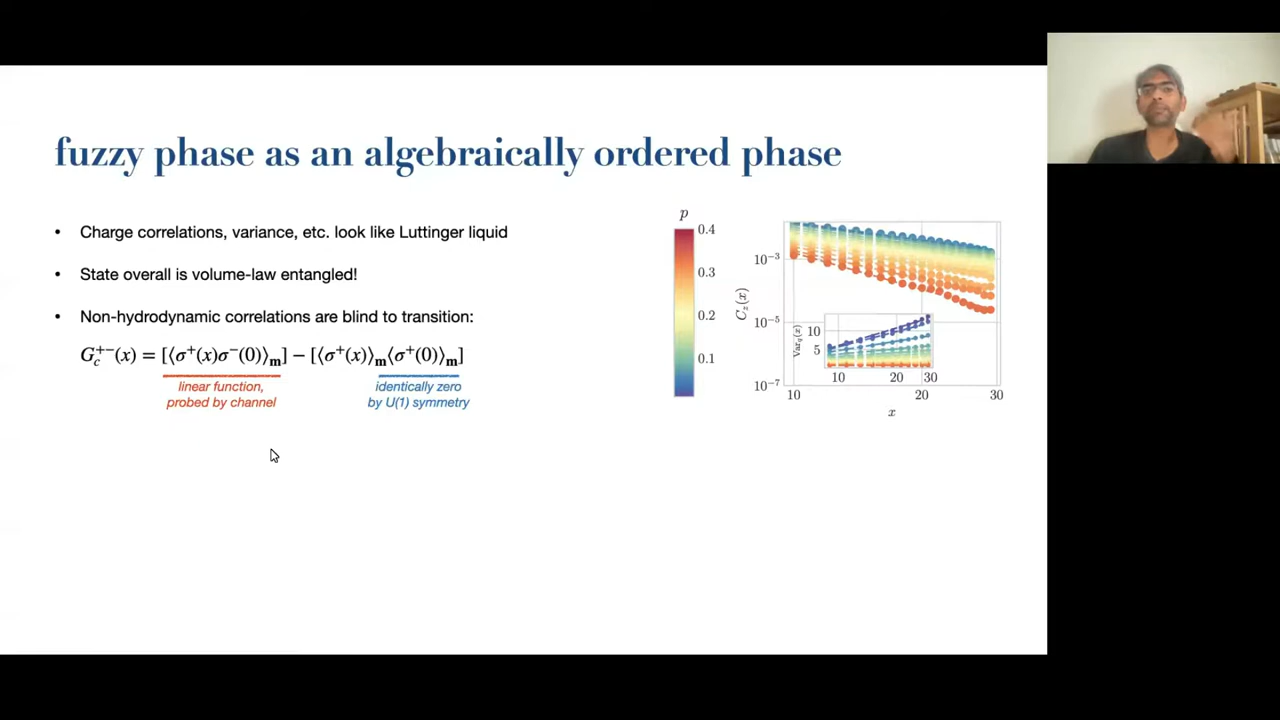 fuzzy phase as an algebraically ordered phase
• Charge correlations, variance, etc. look like Luttinger liquid
• State overall is volume-law entangled!
• Non-hydrodynamic correlations are blind to transition:
G_c^{+-}(x) = [⟨σ⁺(x)σ⁻(0)⟩_m] − [⟨σ⁺(x)⟩_m⟨σ⁺(0)⟩_m]
linear function,
probed by channel
identically zero
by U(1) symmetry
p
0.4
0.3
0.2
0.1
C_z(x)
10⁻³
10⁻⁵
10⁻⁷
10
20
30
x
Var_q(x)
10
5
10
20
30